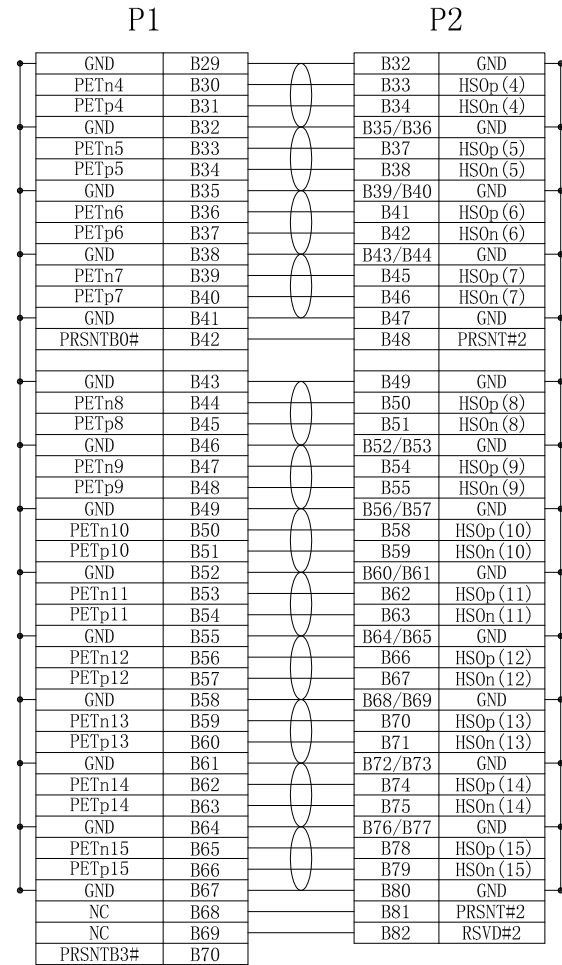 P1 P2
GND B29 B32 GND
PETn4 B30 B33 HSOp(4)
PETp4 B31 B34 HSOn(4)
GND B32 B35/B36 GND
PETn5 B33 B37 HSOp(5)
PETp5 B34 B38 HSOn(5)
GND B35 B39/B40 GND
PETn6 B36 B41 HSOp(6)
PETp6 B37 B42 HSOn(6)
GND B38 B43/B44 GND
PETn7 B39 B45 HSOp(7)
PETp7 B40 B46 HSOn(7)
GND B41 B47 GND
PRSNTB0# B42 B48 PRSNT#2
GND B43 B49 GND
PETn8 B44 B50 HSOp(8)
PETp8 B45 B51 HSOn(8)
GND B46 B52/B53 GND
PETn9 B47 B54 HSOp(9)
PETp9 B48 B55 HSOn(9)
GND B49 B56/B57 GND
PETn10 B50 B58 HSOp(10)
PETp10 B51 B59 HSOn(10)
GND B52 B60/B61 GND
PETn11 B53 B62 HSOp(11)
PETp11 B54 B63 HSOn(11)
GND B55 B64/B65 GND
PETn12 B56 B66 HSOp(12)
PETp12 B57 B67 HSOn(12)
GND B58 B68/B69 GND
PETn13 B59 B70 HSOp(13)
PETp13 B60 B71 HSOn(13)
GND B61 B72/B73 GND
PETn14 B62 B74 HSOp(14)
PETp14 B63 B75 HSOn(14)
GND B64 B76/B77 GND
PETn15 B65 B78 HSOp(15)
PETp15 B66 B79 HSOn(15)
GND B67 B80 GND
NC B68 B81 PRSNT#2
NC B69 B82 RSVD#2
PRSNTB3# B70